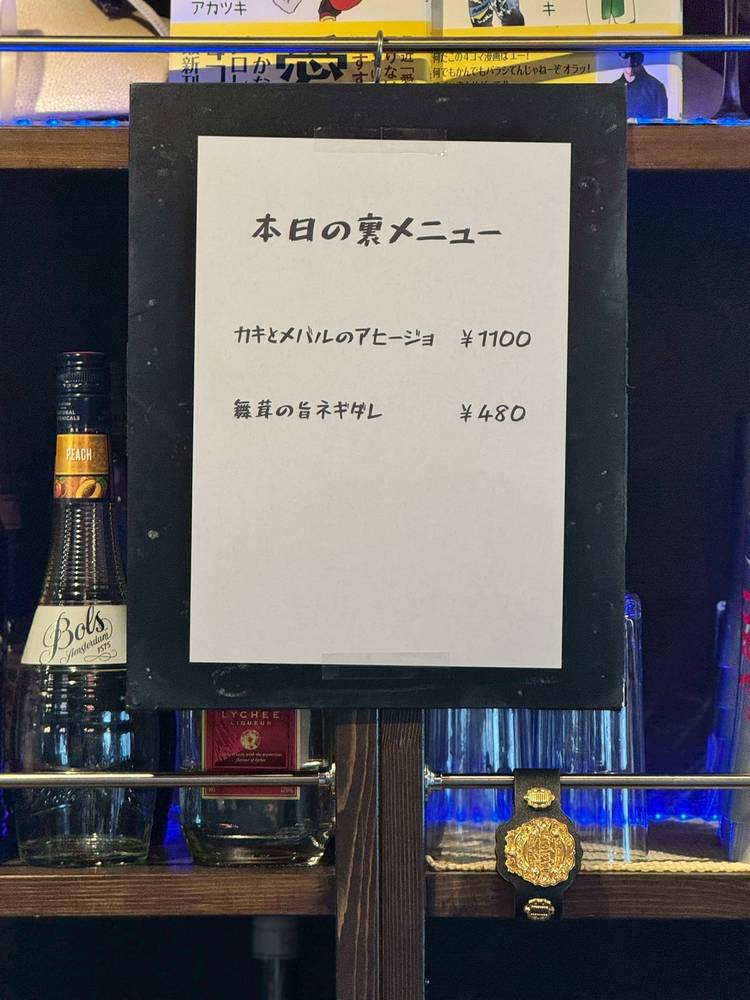 アカツキ
キ
本日の裏メニュー
カキとメバルのアヒージョ ￥1100
舞茸の旨ネギダレ ￥480
PEACH
Bols
Amsterdam
1575
LYCHEE
LIQUEUR